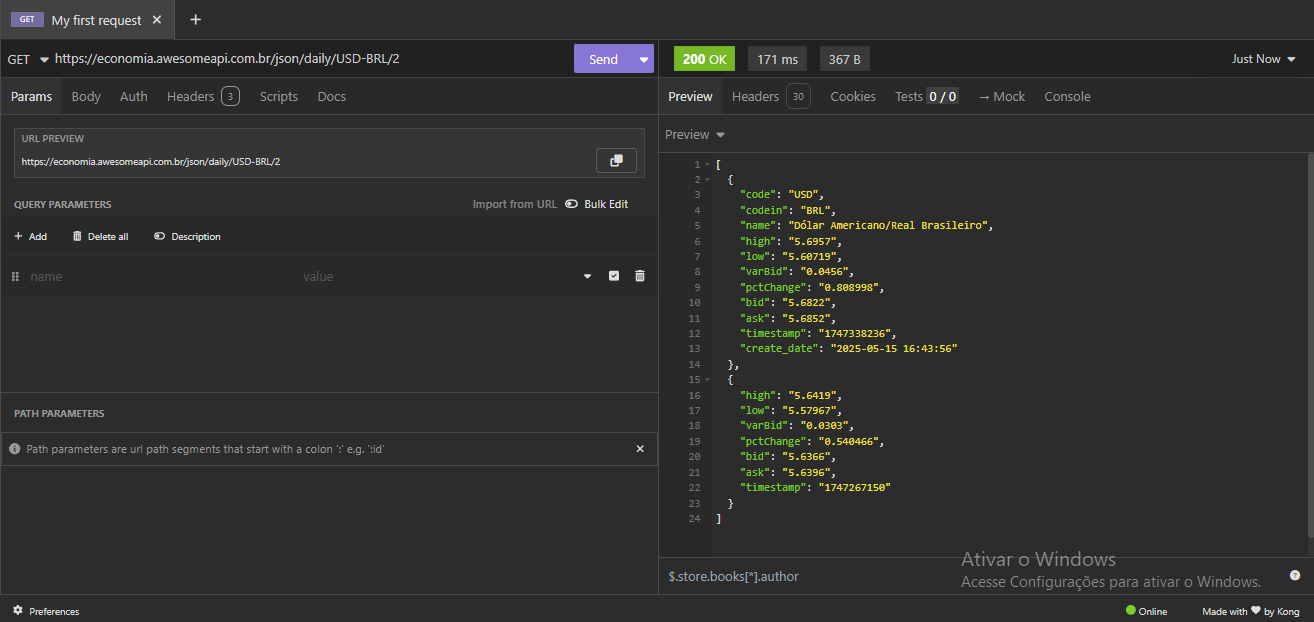 GET My first request
GET https://economia.awesomeapi.com.br/json/daily/USD-BRL/2 Send
Params Body Auth Headers 3 Scripts Docs
URL PREVIEW
https://economia.awesomeapi.com.br/json/daily/USD-BRL/2
QUERY PARAMETERS Import from URL Bulk Edit
+ Add Delete all Description
name value
PATH PARAMETERS
Path parameters are url path segments that start with a colon ':' e.g. ':id'
200 OK 171 ms 367 B Just Now
Preview Headers 30 Cookies Tests 0 / 0 → Mock Console
Preview
1 [
2 {
3 "code": "USD",
4 "codein": "BRL",
5 "name": "Dólar Americano/Real Brasileiro",
6 "high": "5.6957",
7 "low": "5.60719",
8 "varBid": "0.0456",
9 "pctChange": "0.808998",
10 "bid": "5.6822",
11 "ask": "5.6852",
12 "timestamp": "1747338236",
13 "create_date": "2025-05-15 16:43:56"
14 },
15 {
16 "high": "5.6419",
17 "low": "5.57967",
18 "varBid": "0.0303",
19 "pctChange": "0.540466",
20 "bid": "5.6366",
21 "ask": "5.6396",
22 "timestamp": "1747267150"
23 }
24 ]
$.store.books[*].author
Ativar o Windows
Acesse Configurações para ativar o Windows.
Preferences Online Made with ❤ by Kong